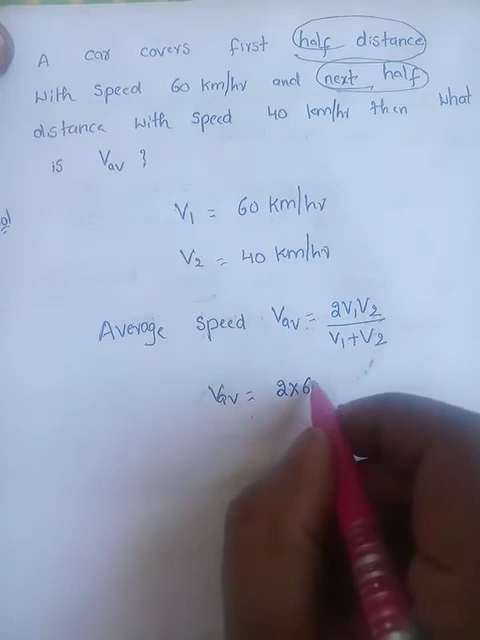 A car covers first half distance
with speed 60 km/hr and next half
distance with speed 40 km/hr then what
is Vav ?
Sol
V1 = 60 km/hr
V2 = 40 km/hr
Average speed Vav = 2V1V2 / V1+V2
Vav = 2x6